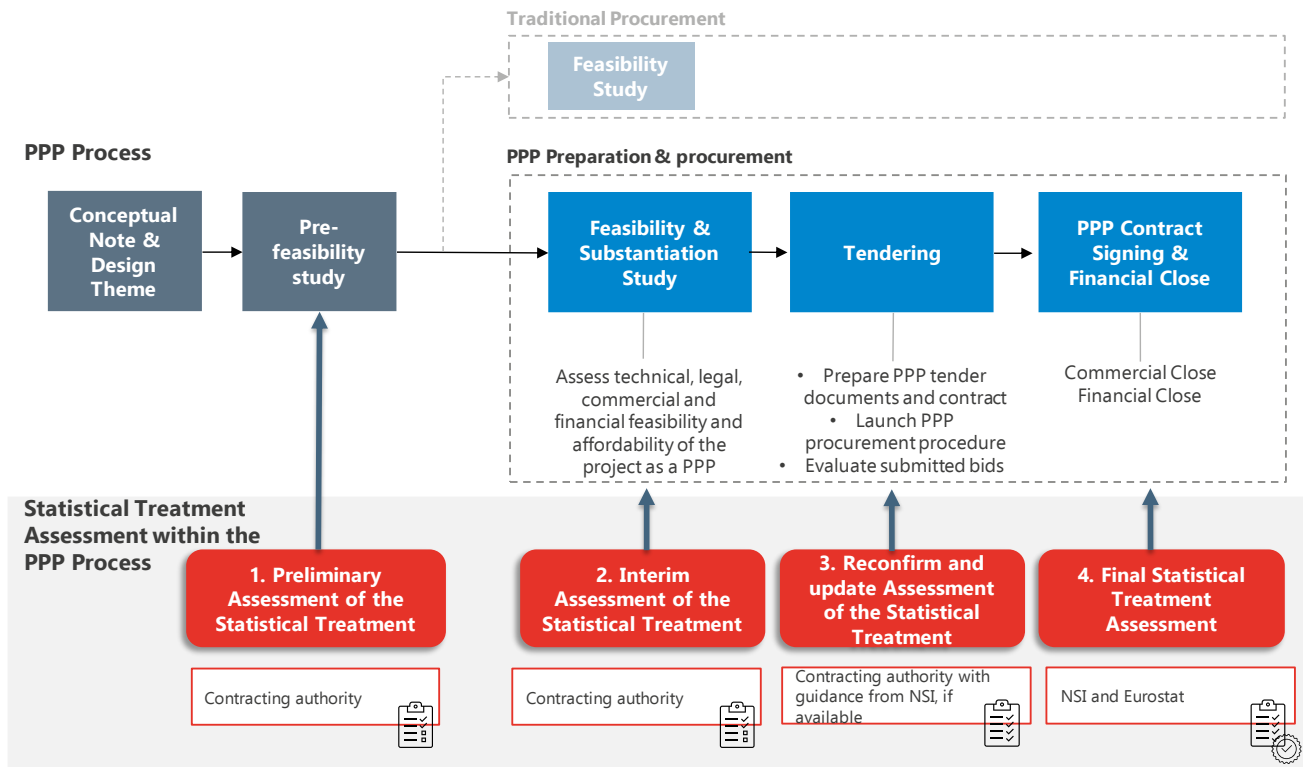 Traditional Procurement
Feasibility
Study
PPP Process
PPP Preparation & procurement
Conceptual
Note &
Design
Theme
Pre-
feasibility
study
Feasibility &
Substantiation
Study
Tendering
PPP Contract
Signing &
Financial Close
Assess technical, legal,
commercial and
financial feasibility and
affordability of the
project as a PPP
• Prepare PPP tender
documents and contract
• Launch PPP
procurement procedure
• Evaluate submitted bids
Commercial Close
Financial Close
Statistical Treatment
Assessment within the
PPP Process
1. Preliminary
Assessment of the
Statistical Treatment
2. Interim
Assessment of the
Statistical Treatment
3. Reconfirm and
update Assessment
of the Statistical
Treatment
4. Final Statistical
Treatment
Assessment
Contracting authority
Contracting authority
Contracting authority with
guidance from NSI, if
available
NSI and Eurostat